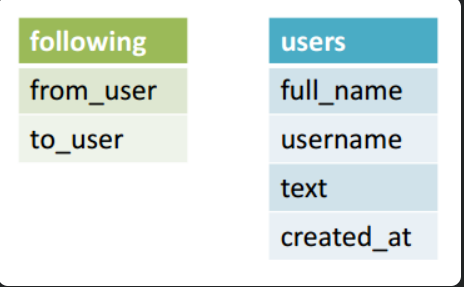 following
from_user
to_user
users
full_name
username
text
created_at